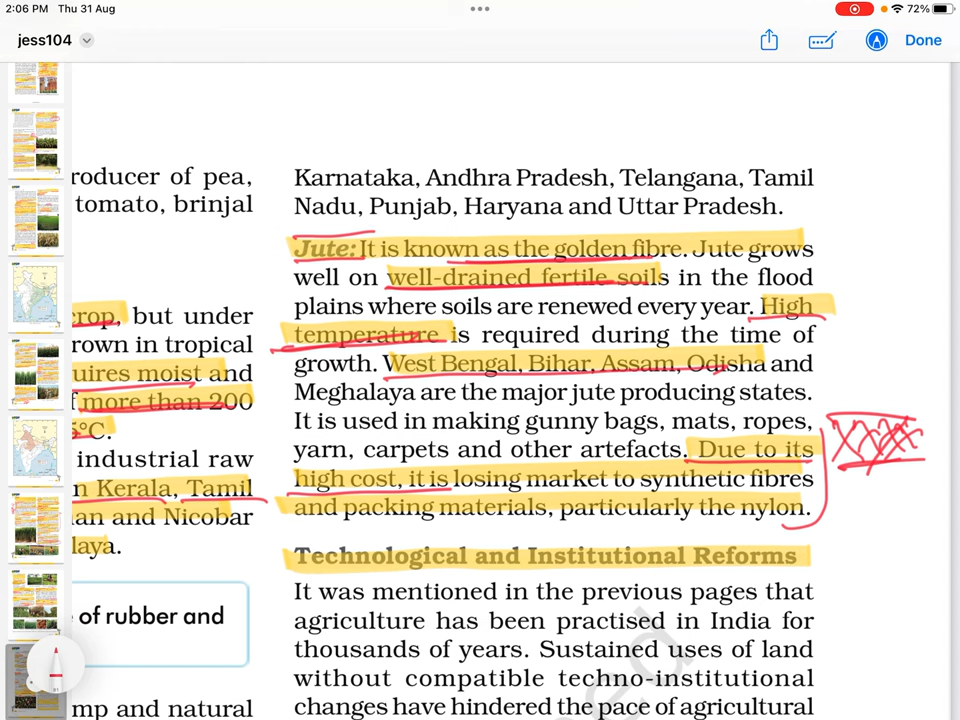 2:06 PM Thu 31 Aug
72%
jess104
Done
roducer of pea,
tomato, brinjal
crop, but under
rown in tropical
uires moist and
more than 200
°C.
industrial raw
n Kerala, Tamil
an and Nicobar
laya.
of rubber and
mp and natural
Karnataka, Andhra Pradesh, Telangana, Tamil
Nadu, Punjab, Haryana and Uttar Pradesh.
Jute: It is known as the golden fibre. Jute grows
well on well-drained fertile soils in the flood
plains where soils are renewed every year. High
temperature is required during the time of
growth. West Bengal, Bihar, Assam, Odisha and
Meghalaya are the major jute producing states.
It is used in making gunny bags, mats, ropes,
yarn, carpets and other artefacts. Due to its
high cost, it is losing market to synthetic fibres
and packing materials, particularly the nylon.
Technological and Institutional Reforms
It was mentioned in the previous pages that
agriculture has been practised in India for
thousands of years. Sustained uses of land
without compatible techno-institutional
changes have hindered the pace of agricultural